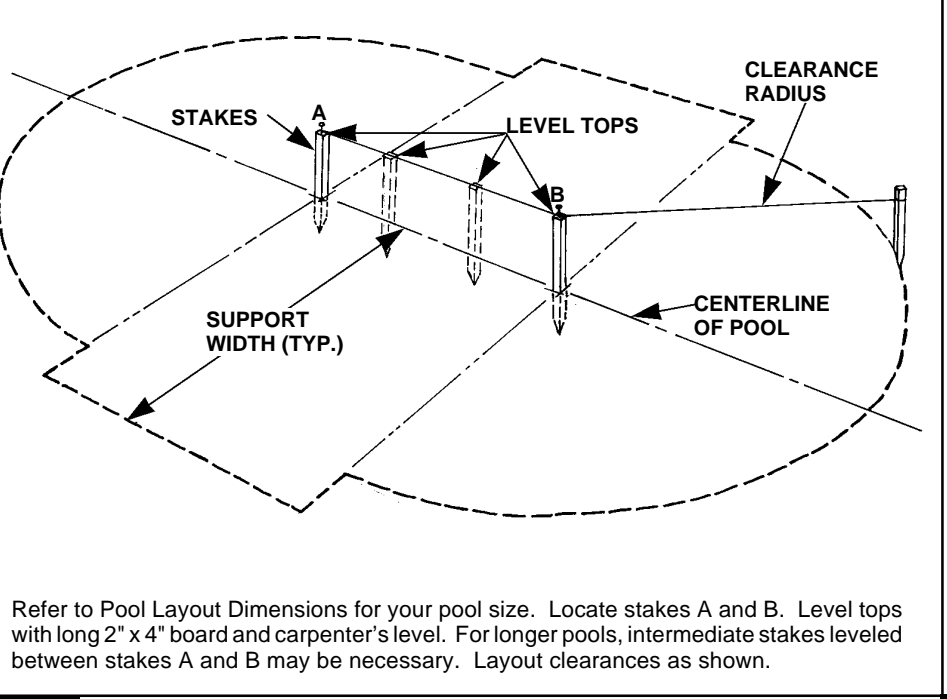 CLEARANCE
RADIUS
STAKES
A
LEVEL TOPS
B
SUPPORT
WIDTH (TYP.)
CENTERLINE
OF POOL
Refer to Pool Layout Dimensions for your pool size. Locate stakes A and B. Level tops
with long 2" x 4" board and carpenter's level. For longer pools, intermediate stakes leveled
between stakes A and B may be necessary. Layout clearances as shown.